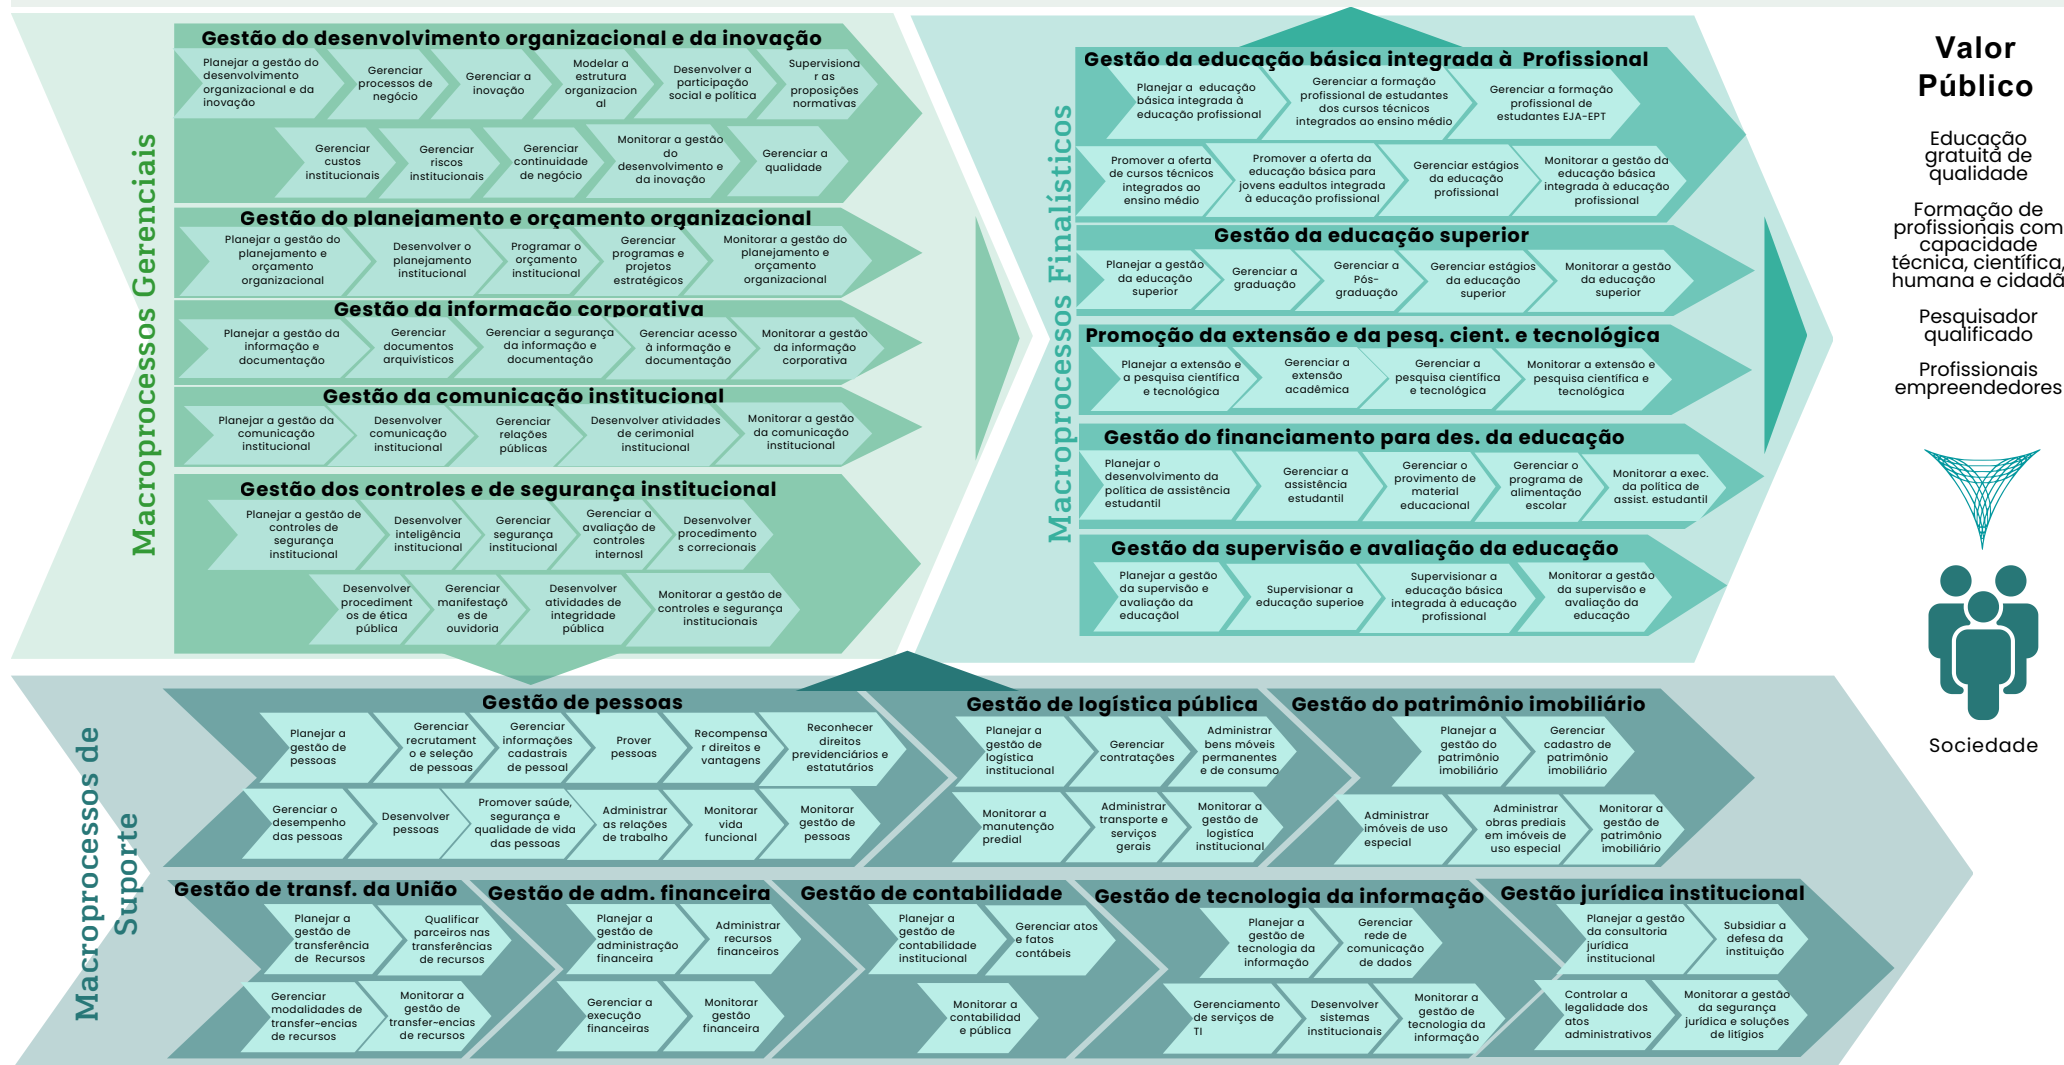 Macroprocessos Gerenciais
Gestão do desenvolvimento organizacional e da inovação
Planejar a gestão do
desenvolvimento
organizacional e da
inovação
Gerenciar
processos de
negócio
Gerenciar a
inovação
Modelar a
estrutura
organizacion
al
Desenvolver a
participação
social e política
Supervisiona
r as
proposições
normativas
Gerenciar
custos
institucionais
Gerenciar
riscos
institucionais
Gerenciar
continuidade
de negócio
Monitorar a gestão
do
desenvolvimento e
da inovação
Gerenciar a
qualidade
Gestão do planejamento e orçamento organizacional
Planejar a gestão do
planejamento e
orçamento
organizacional
Desenvolver o
planejamento
institucional
Programar o
orçamento
institucional
Gerenciar
programas e
projetos
estratégicos
Monitorar a gestão do
planejamento e
orçamento
organizacional
Gestão da informacão corporativa
Planejar a gestão da
informação e
documentação
Gerenciar
documentos
arquivísticos
Gerenciar a segurança
da informação e
documentação
Gerenciar acesso
à informação e
documentação
Monitorar a gestão
da informação
corporativa
Gestão da comunicação institucional
Planejar a gestão da
comunicação
institucional
Desenvolver
comunicação
institucional
Gerenciar
relações
públicas
Desenvolver atividades
de cerimonial
institucional
Monitorar a gestão
da comunicação
institucional
Gestão dos controles e de segurança institucional
Planejar a gestão de
controles de
segurança
institucional
Desenvolver
inteligência
institucional
Gerenciar
segurança
institucional
Gerenciar a
avaliação de
controles
internosl
Desenvolver
procedimento
s correcionais
Desenvolver
procediment
os de ética
pública
Gerenciar
manifestaçõ
es de
ouvidoria
Desenvolver
atividades de
integridade
pública
Monitorar a gestão de
controles e segurança
institucionais
Macroprocessos Finalísticos
Gestão da educação básica integrada à Profissional
Planejar a educação
básica integrada à
educação profissional
Gerenciar a formação
profissional de estudantes
dos cursos técnicos
integrados ao ensino médio
Gerenciar a formação
profissional de
estudantes EJA-EPT
Promover a oferta
de cursos técnicos
integrados ao
ensino médio
Promover a oferta da
educação básica para
jovens eadultos integrada
à educação profissional
Gerenciar estágios
da educação
profissional
Monitorar a gestão da
educação básica
integrada à educação
profissional
Gestão da educação superior
Planejar a gestão
da educação
superior
Gerenciar a
graduação
Gerenciar a
Pós-
graduação
Gerenciar estágios
da educação
superior
Monitorar a gestão
da educação
superior
Promoção da extensão e da pesq. cient. e tecnológica
Planejar a extensão e
a pesquisa científica
e tecnológica
Gerenciar a
extensão
acadêmica
Gerenciar a
pesquisa científica
e tecnológica
Monitorar a extensão e
pesquisa científica e
tecnológica
Gestão do financiamento para des. da educação
Planejar o
desenvolvimento da
política de assistência
estudantil
Gerenciar a
assistência
estudantil
Gerenciar o
provimento de
material
educacional
Gerenciar o
programa de
alimentação
escolar
Monitorar a exec.
da política de
assist. estudantil
Gestão da supervisão e avaliação da educação
Planejar a gestão
da supervisão e
avaliação da
educaçãol
Supervisionar a
educação superioe
Supervisionar a
educação básica
integrada à educação
profissional
Monitorar a gestão
da supervisão e
avaliação da
educação
Valor
Público
Educação
gratuita de
qualidade
Formação de
profissionais com
capacidade
técnica, científica,
humana e cidadã
Pesquisador
qualificado
Profissionais
empreendedores
Sociedade
Macroprocessos de
Suporte
Gestão de pessoas
Planejar a
gestão de
pessoas
Gerenciar
recrutament
o e seleção
de pessoas
Gerenciar
informações
cadastrais
de pessoal
Prover
pessoas
Recompensa
r direitos e
vantagens
Reconhecer
direitos
previdenciários e
estatutários
Gerenciar o
desempenho
das pessoas
Desenvolver
pessoas
Promover saúde,
segurança e
qualidade de vida
das pessoas
Administrar
as relações
de trabalho
Monitorar
vida
funcional
Monitorar
gestão de
pessoas
Gestão de logística pública
Planejar a
gestão de
logística
institucional
Gerenciar
contratações
Administrar
bens móveis
permanentes
e de consumo
Monitorar a
manutenção
predial
Administrar
transporte e
serviços
gerais
Monitorar a
gestão de
logistíca
institucional
Gestão do patrimônio imobiliário
Planejar a
gestão do
patrimônio
imobiliário
Gerenciar
cadastro de
patrimônio
imobiliário
Administrar
imóveis de uso
especial
Administrar
obras prediais
em imóveis de
uso especial
Monitorar a
gestão de
patrimônio
imobiliário
Gestão de transf. da União
Planejar a
gestão de
transferência
de Recursos
Qualificar
parceiros nas
transferências
de recursos
Gerenciar
modalidades de
transfer~encias
de recursos
Monitorar a
gestão de
transfer~encias
de recursos
Gestão de adm. financeira
Planejar a
gestão de
administração
financeira
Administrar
recursos
financeiros
Gerenciar a
execução
financeiras
Monitorar
gestão
financeira
Gestão de contabilidade
Planejar a
gestão de
contabilidade
institucional
Gerenciar atos
e fatos
contábeis
Monitorar a
contabilidad
e pública
Gestão de tecnologia da informação
Planejar a
gestão de
tecnologia da
informação
Gerenciar
rede de
comunicação
de dados
Gerenciamento
de serviços de
TI
Desenvolver
sistemas
institucionais
Monitorar a
gestão de
tecnologia da
informação
Gestão jurídica institucional
Planejar a gestão
da consultoria
jurídica
institucional
Subsidiar a
defesa da
instituição
Controlar a
legalidade dos
atos
administrativos
Monitorar a gestão
da segurança
jurídica e soluções
de litígios